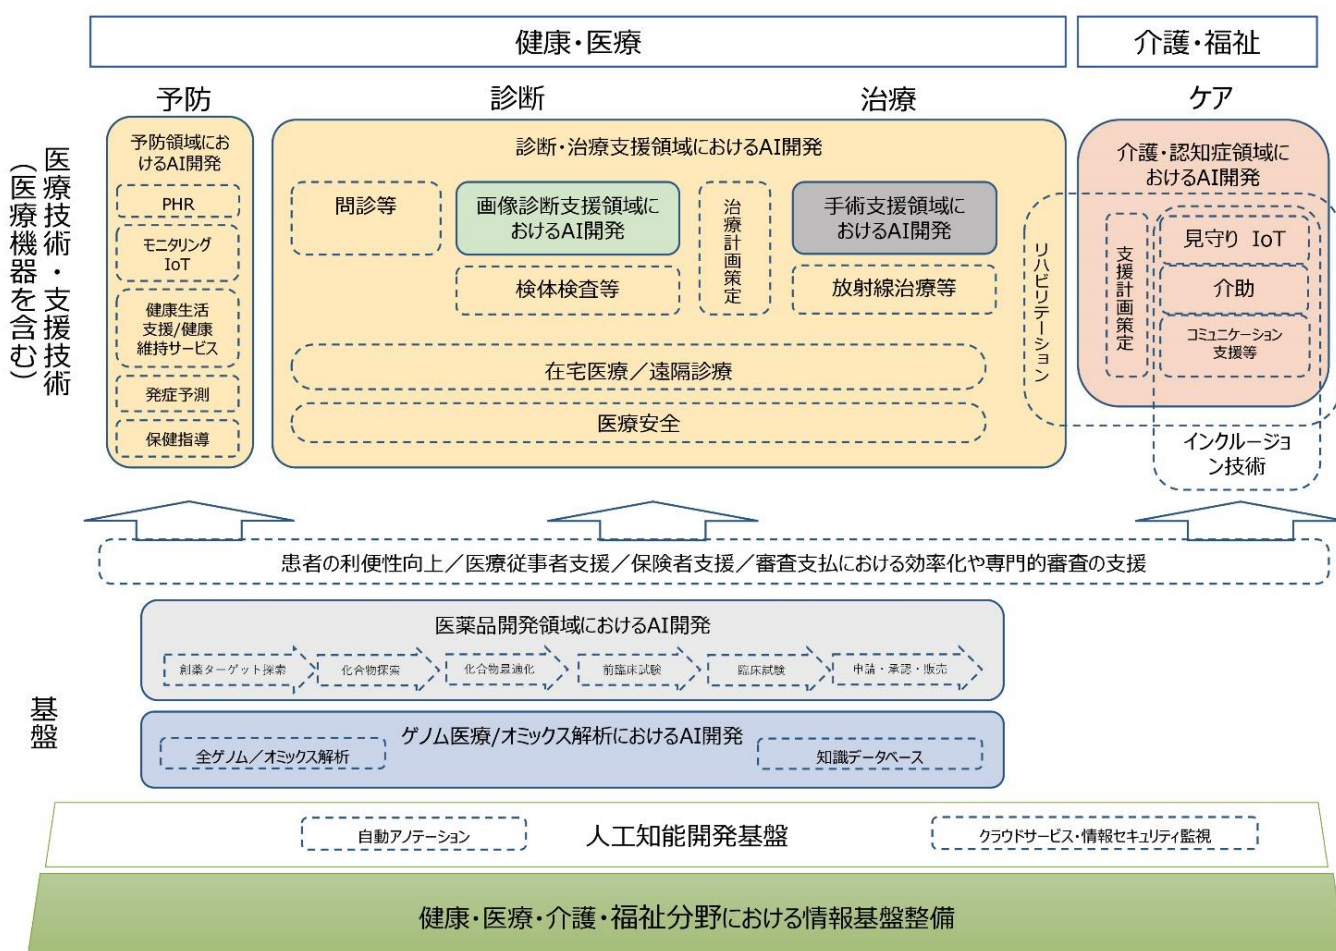 健康・医療
介護・福祉
予防
診断
治療
ケア
医療技術・支援技術
（医療機器を含む）
予防領域にお
けるAI開発
PHR
モニタリング
IoT
健康生活
支援/健康
維持サービス
発症予測
保健指導
診断・治療支援領域におけるAI開発
問診等
画像診断支援領域に
おけるAI開発
検体検査等
治療計画策定
手術支援領域に
おけるAI開発
放射線治療等
在宅医療／遠隔診療
医療安全
リハビリテーション
介護・認知症領域に
おけるAI開発
支援計画策定
見守り IoT
介助
コミュニケーション
支援等
インクルージョ
ン技術
患者の利便性向上／医療従事者支援／保険者支援／審査支払における効率化や専門的審査の支援
基盤
医薬品開発領域におけるAI開発
創薬ターゲット探索
化合物探索
化合物最適化
前臨床試験
臨床試験
申請・承認・販売
ゲノム医療/オミックス解析におけるAI開発
全ゲノム／オミックス解析
知識データベース
自動アノテーション
人工知能開発基盤
クラウドサービス・情報セキュリティ監視
健康・医療・介護・福祉分野における情報基盤整備